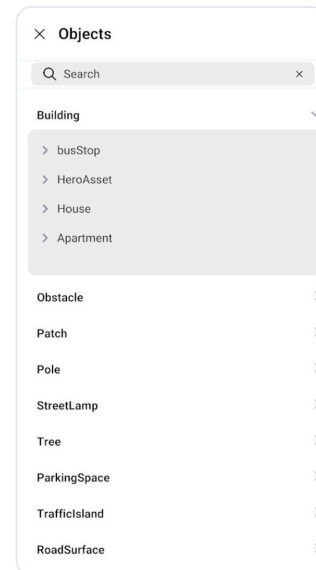 Objects
Search
Building
busStop
HeroAsset
House
Apartment
Obstacle
Patch
Pole
StreetLamp
Tree
ParkingSpace
TrafficIsland
RoadSurface